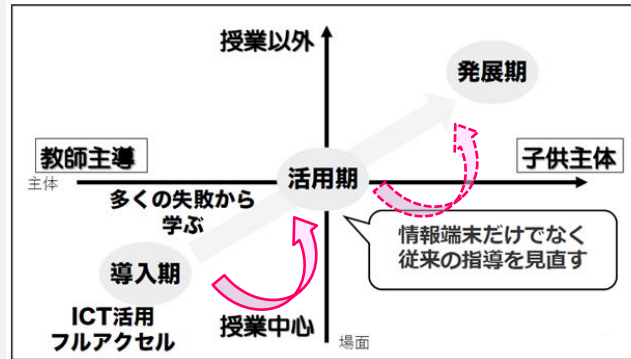 授業以外
発展期
教師主導
子供主体
主体
活用期
多くの失敗から
学ぶ
情報端末だけでなく
従来の指導を見直す
導入期
ICT活用
フルアクセル
授業中心
場面